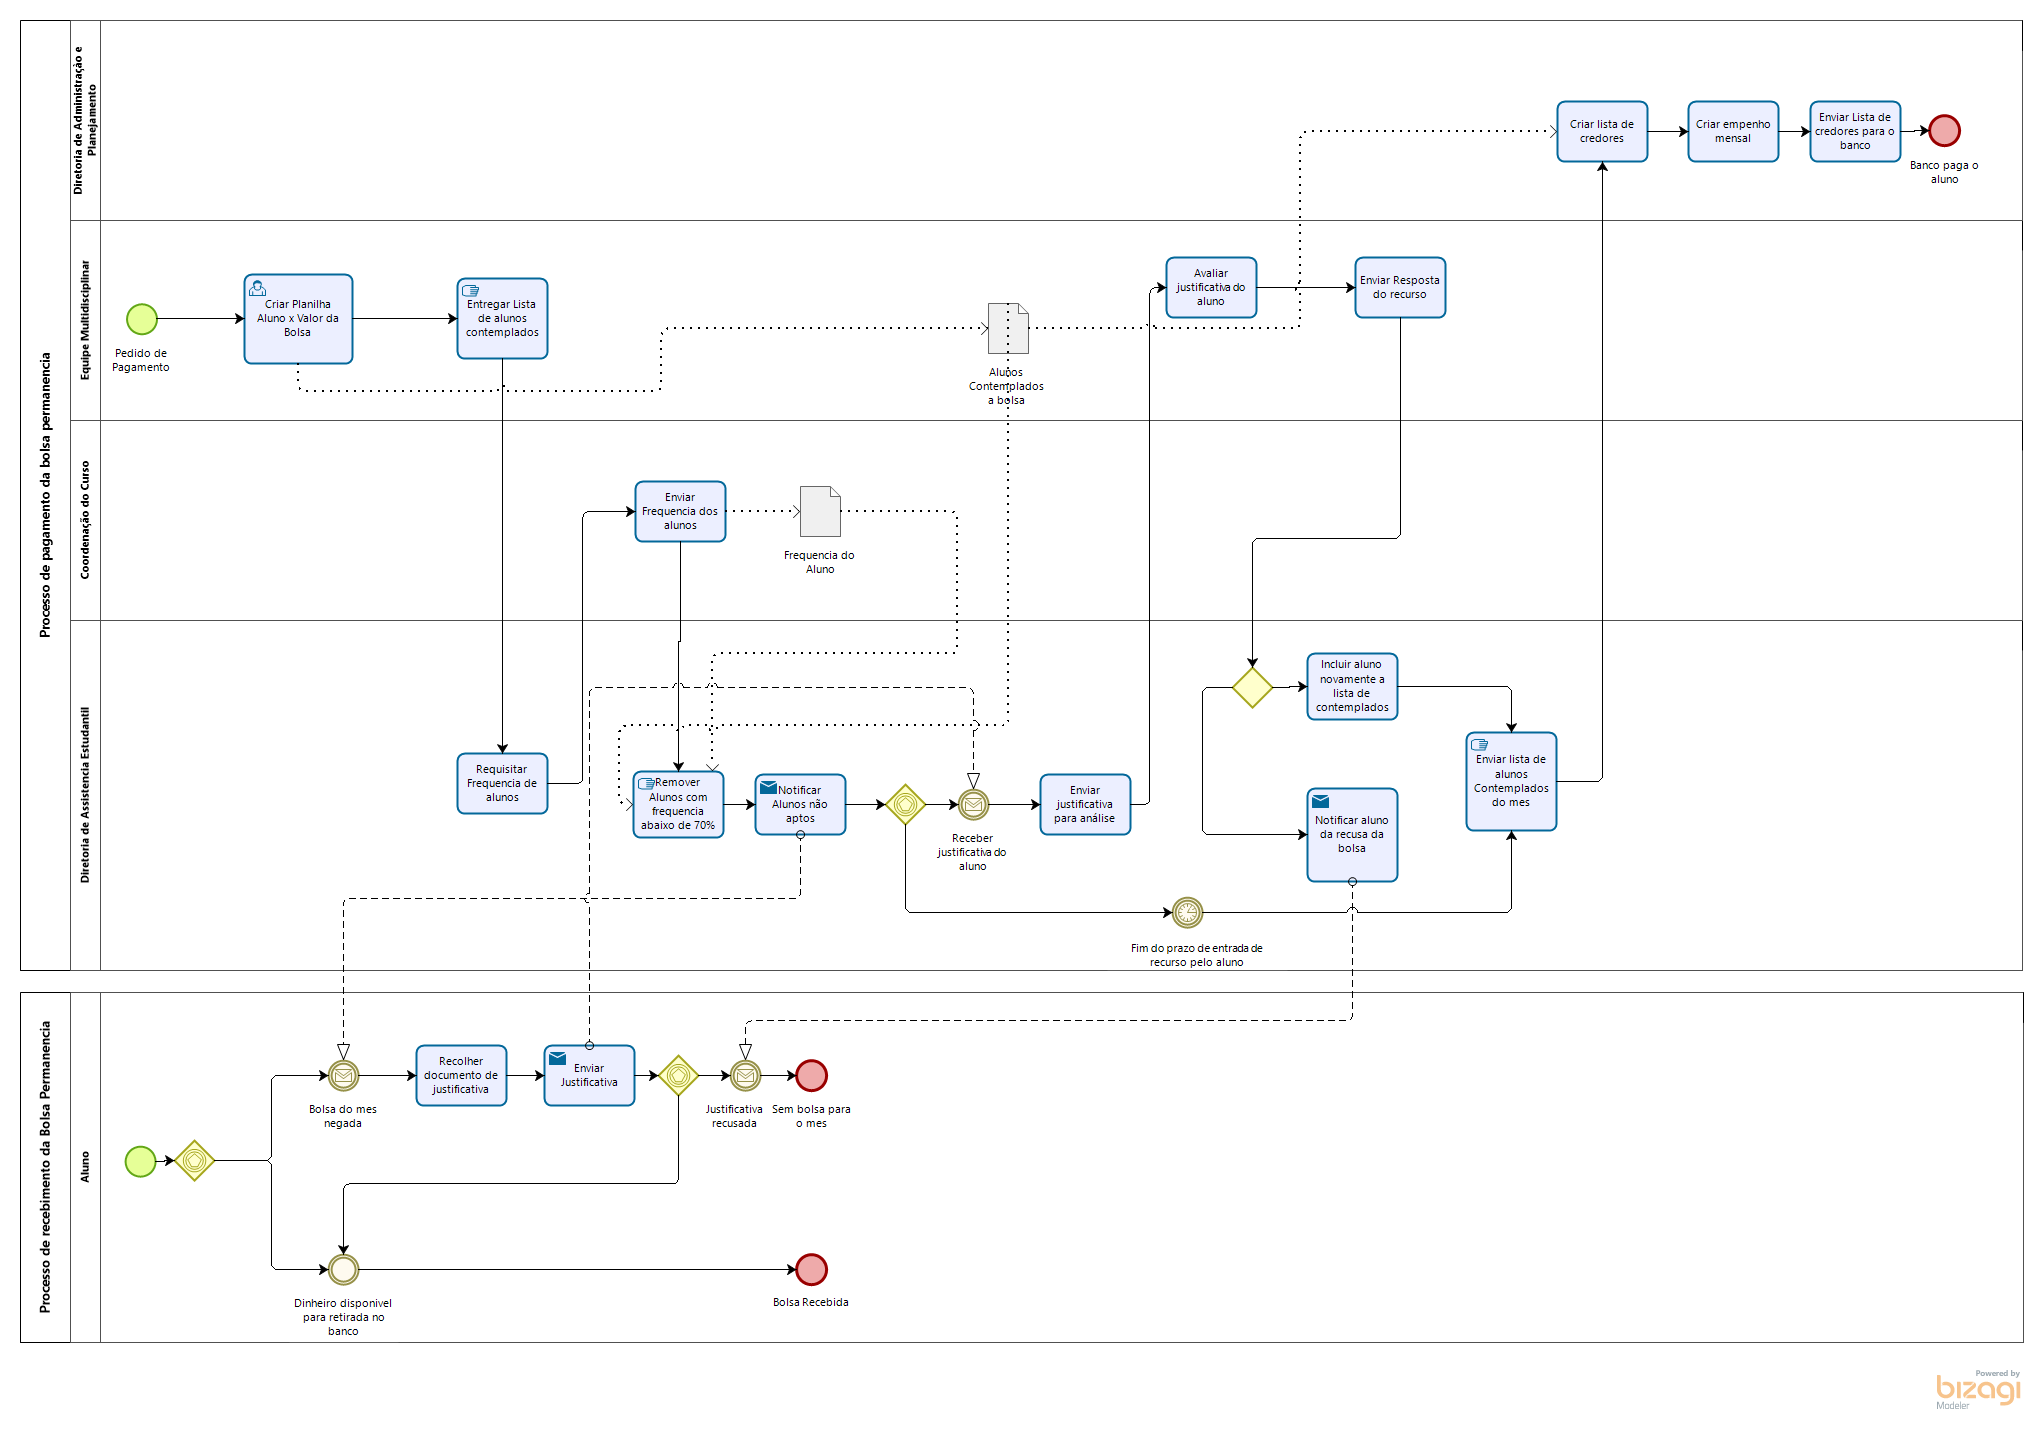 Processo de pagamento da bolsa permanencia
Diretoria de Administração e
Planejamento
Criar lista de
credores
Criar empenho
mensal
Enviar Lista de
credores para o
banco
Banco paga o
aluno
Equipe Multidisciplinar
Pedido de
Pagamento
Criar Planilha
Aluno x Valor da
Bolsa
Entregar Lista
de alunos
contemplados
Alunos
Contemplados
a bolsa
Avaliar
justificativa do
aluno
Enviar Resposta
do recurso
Coordenação do Curso
Enviar
Frequencia dos
alunos
Frequencia do
Aluno
Diretoria de Assistencia Estudantil
Requisitar
Frequencia de
alunos
Remover
Alunos com
frequencia
abaixo de 70%
Notificar
Alunos não
aptos
Receber
justificativa do
aluno
Enviar
justificativa
para análise
Fim do prazo de entrada de
recurso pelo aluno
Incluir aluno
novamente a
lista de
contemplados
Notificar aluno
da recusa da
bolsa
Enviar lista de
alunos
Contemplados
do mes
Processo de recebimento da Bolsa Permanencia
Aluno
Bolsa do mes
negada
Recolher
documento de
justificativa
Enviar
Justificativa
Justificativa
recusada
Sem bolsa para
o mes
Dinheiro disponivel
para retirada no
banco
Bolsa Recebida
Powered by
bizagi
Modeler